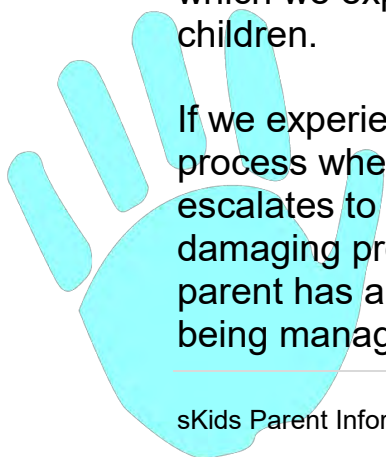 children.
If we experie
process whe
escalates to
damaging pr
parent has a
being manag
sKids Parent Infor